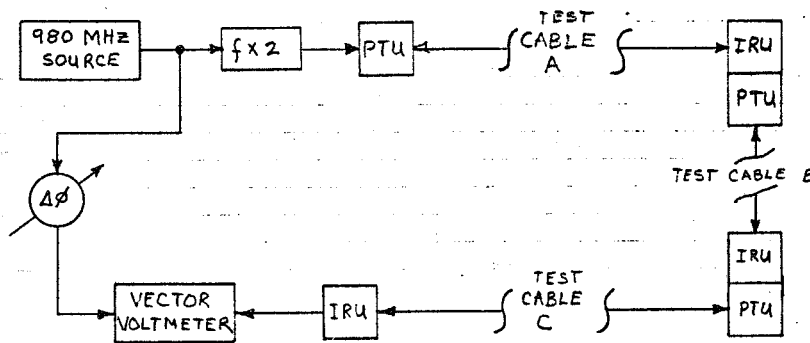 980 MHz
SOURCE
f x 2
PTU
TEST
CABLE
A
IRU
PTU
TEST CABLE B
Δφ
IRU
PTU
VECTOR
VOLTMETER
IRU
TEST
CABLE
C